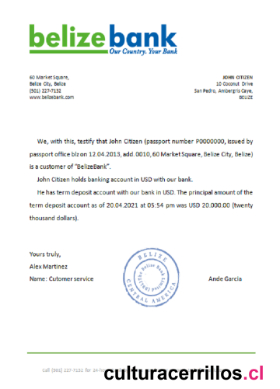 belizebank
Our Country. Your Bank
60 Market Square,
Belize City, Belize
(501) 227-7132
www.belizebank.com
JOHN CITIZEN
10 Coconut Drive
San Pedro, Ambergris Caye,
BELIZE
We, with this, testify that John Citizen (passport number P0000000, issued by
passport office blz on 12.04.2013, add. 0010, 60 Market Square, Belize City, Belize)
is a customer of "BelizeBank".
John Citizen holds banking account in USD with our bank.
He has term deposit account with our bank in USD. The principal amount of the
term deposit account as of 20.04.2021 at 05:54 pm was USD 20,000.00 (twenty
thousand dollars).
Yours truly,
Alex Martinez
Name: Cutomer service
Ande Garcia
BELIZE
Belize Bank
CENTRAL AMERICA
culturacerrillos.cl